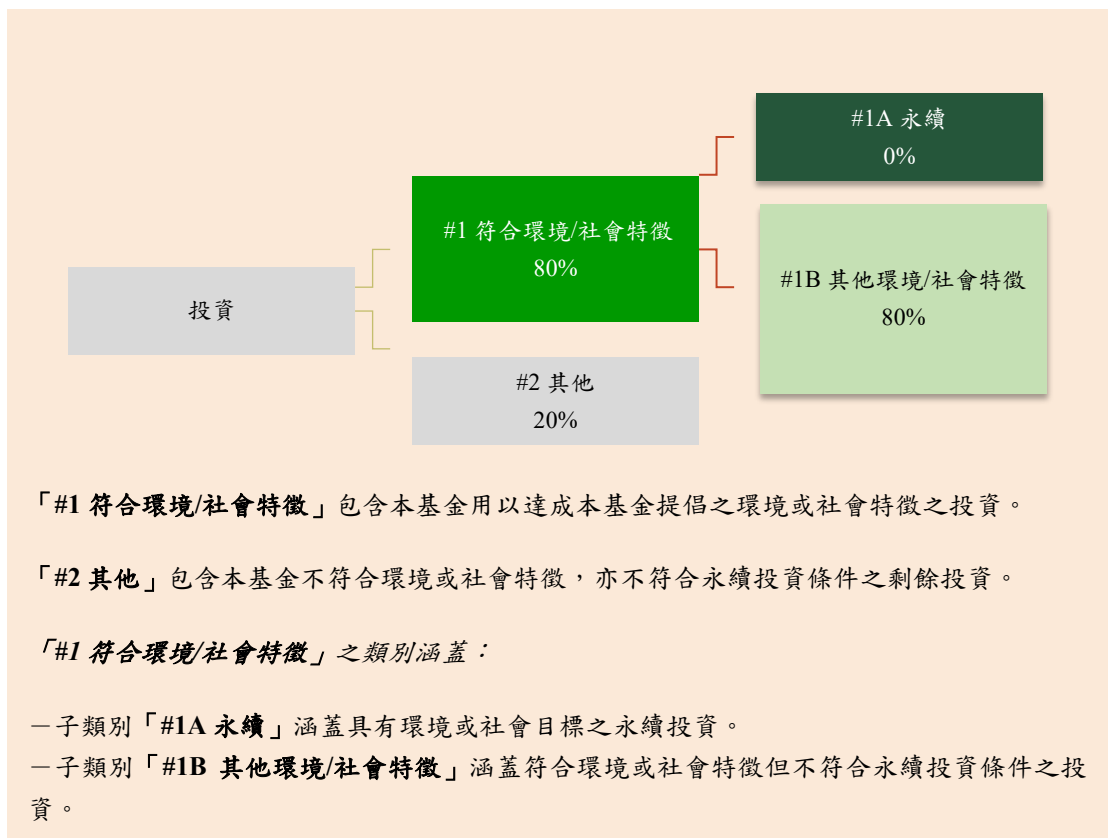 #1A 永續
0%
#1 符合環境/社會特徵
80%
#1B 其他環境/社會特徵
80%
投資
#2 其他
20%
「#1 符合環境/社會特徵」包含本基金用以達成本基金提倡之環境或社會特徵之投資。
「#2 其他」包含本基金不符合環境或社會特徵，亦不符合永續投資條件之剩餘投資。
「#1 符合環境/社會特徵」之類別涵蓋：
－子類別「#1A 永續」涵蓋具有環境或社會目標之永續投資。
－子類別「#1B 其他環境/社會特徵」涵蓋符合環境或社會特徵但不符合永續投資條件之投
資。